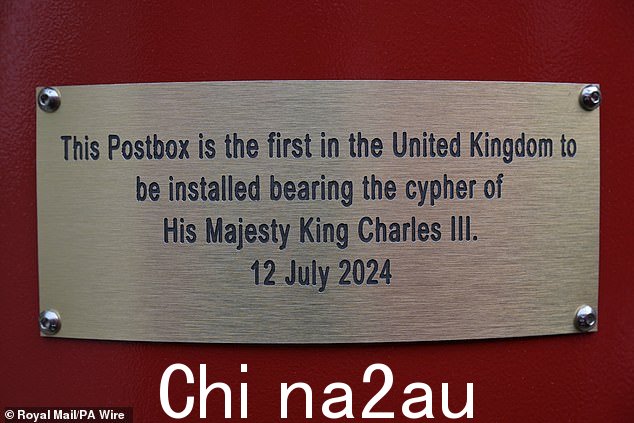 This Postbox is the first in the United Kingdom to
be installed bearing the cypher of
His Majesty King Charles III.
12 July 2024
Chi na2au
© Royal Mail/PA Wire